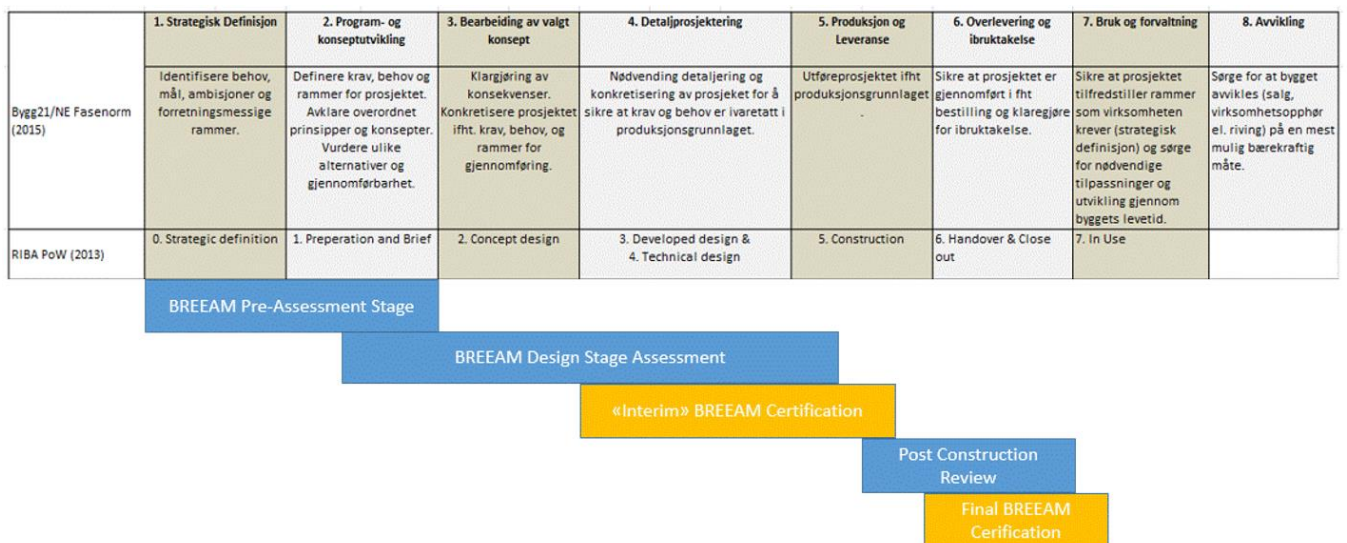 1. Strategisk Definisjon
2. Program- og
konseptutvikling
3. Bearbeiding av valgt
konsept
4. Detaljprosjektering
5. Produksjon og
Leveranse
6. Overlevering og
ibruktakelse
7. Bruk og forvaltning
8. Avvikling
Bygg21/NE Fasenorm
(2015)
Identifisere behov,
mål, ambisjoner og
forretningsmessige
rammer.
Definere krav, behov og
rammer for prosjektet.
Avklare overordnet
prinsipper og konsepter.
Vurdere ulike
alternativer og
gjennomførbarhet.
Klargjøring av
konsekvenser.
Konkretisere prosjektet
ifht. krav, behov, og
rammer for
gjennomføring.
Nødvending detaljering og
konkretisering av prosjeket for å
sikre at krav og behov er ivaretatt i
produksjonsgrunnlaget.
Utføreprosjektet ifht
produksjonsgrunnlaget
.
Sikre at prosjektet er
gjennomført i fht
bestilling og klaregjøre
for ibruktakelse.
Sikre at prosjektet
tilfredstiller rammer
som virksomheten
krever (strategisk
definisjon) og sørge
for nødvendige
tilpassninger og
utvikling gjennom
byggets levetid.
Sørge for at bygget
avvikles (salg,
virksomhetsopphør
el. riving) på en mest
mulig bærekraftig
måte.
RIBA PoW (2013)
0. Strategic definition
1. Preperation and Brief
2. Concept design
3. Developed design &
4. Technical design
5. Construction
6. Handover & Close
out
7. In Use
BREEAM Pre-Assessment Stage
BREEAM Design Stage Assessment
«Interim» BREEAM Certification
Post Construction
Review
Final BREEAM
Cerification